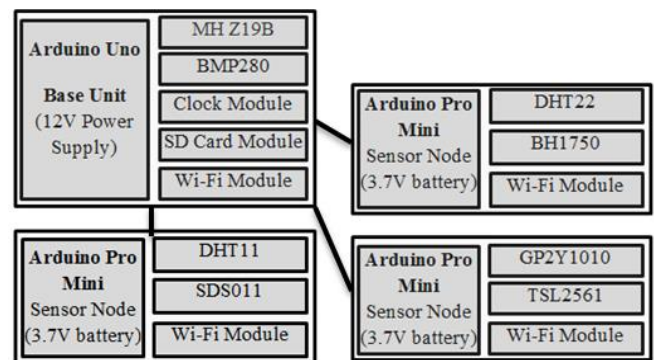 Arduino Uno
Base Unit
(12V Power
Supply)
MH Z19B
BMP280
Clock Module
SD Card Module
Wi-Fi Module
Arduino Pro
Mini
Sensor Node
(3.7V battery)
DHT22
BH1750
Wi-Fi Module
Arduino Pro
Mini
Sensor Node
(3.7V battery)
DHT11
SDS011
Wi-Fi Module
Arduino Pro
Mini
Sensor Node
(3.7V battery)
GP2Y1010
TSL2561
Wi-Fi Module